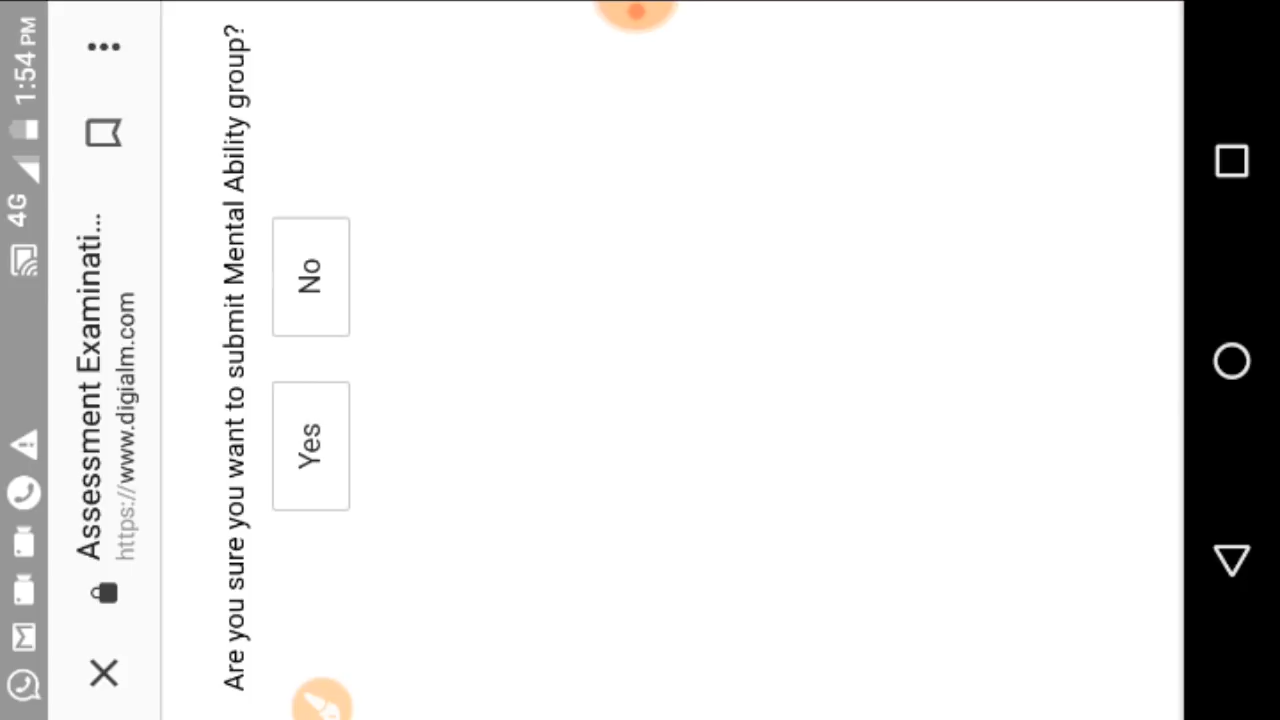 4G 1:54 PM
Assessment Examinati...
https://www.digialm.com
Are you sure you want to submit Mental Ability group?
Yes No